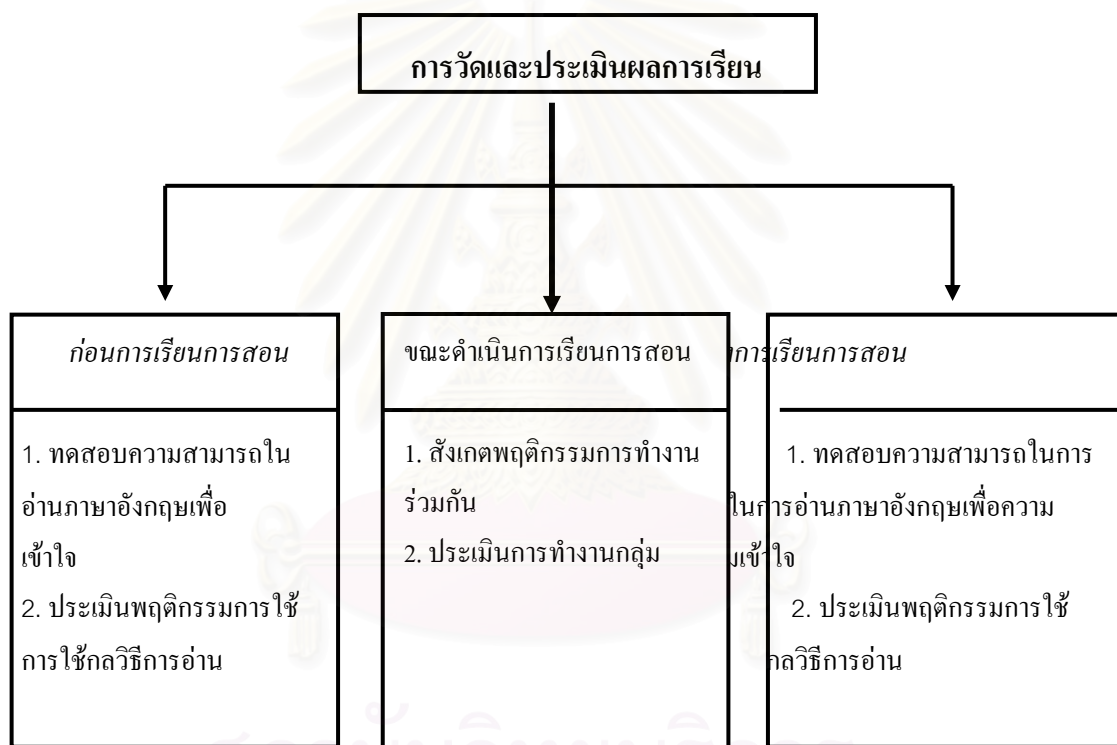 การวัดและประเมินผลการเรียน
ก่อนการเรียนการสอน
1. ทดสอบความสามารถใน
อ่านภาษาอังกฤษเพื่อ
เข้าใจ
2. ประเมินพฤติกรรมการใช้
การใช้กลวิธีการอ่าน
ขณะดำเนินการเรียนการสอน
1. สังเกตพฤติกรรมการทำงาน
ร่วมกัน
2. ประเมินการทำงานกลุ่ม
การเรียนการสอน
1. ทดสอบความสามารถในการ
ในการอ่านภาษาอังกฤษเพื่อความ
เข้าใจ
2. ประเมินพฤติกรรมการใช้
กลวิธีการอ่าน